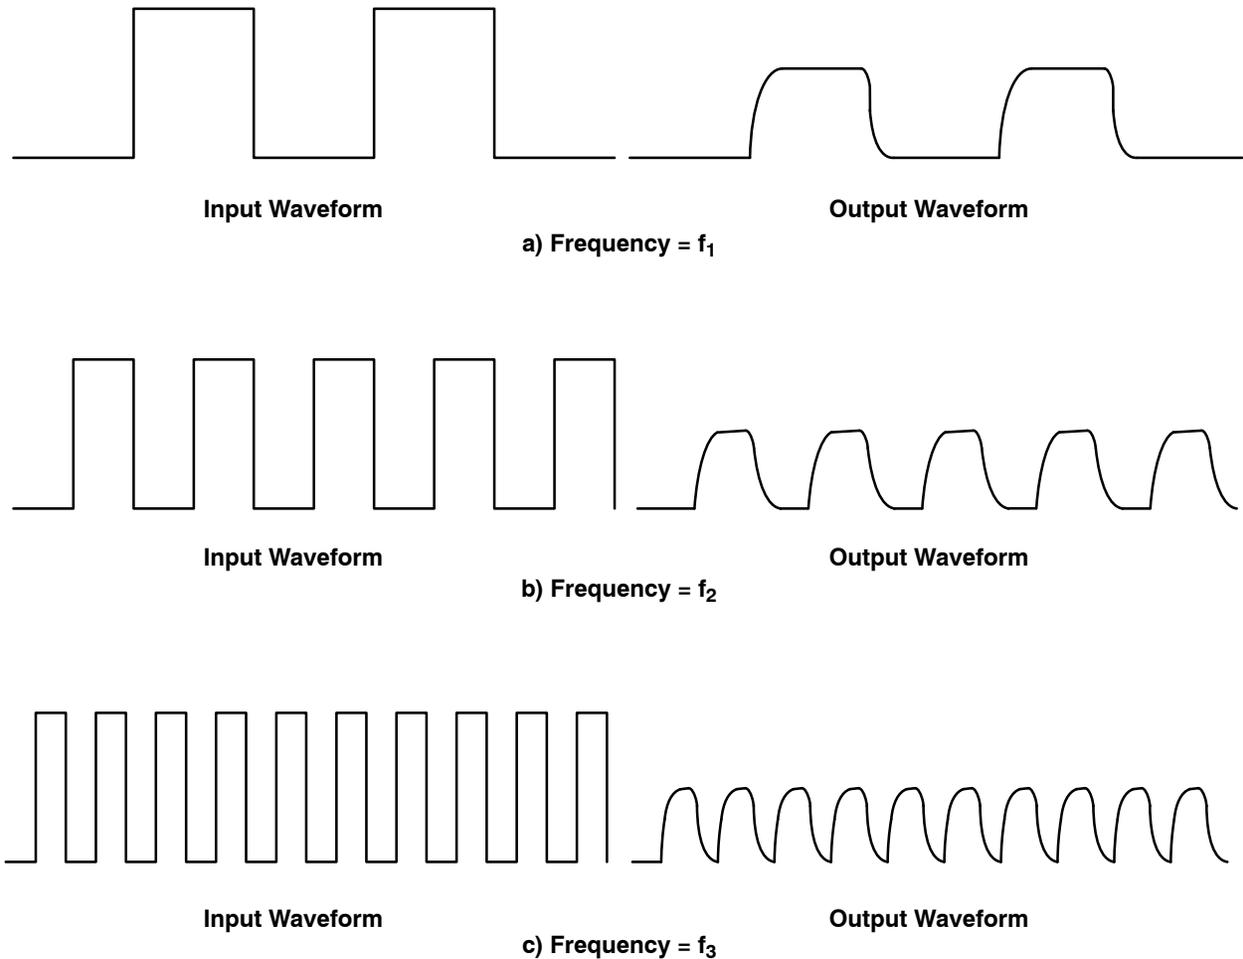 Input Waveform Output Waveform
a) Frequency = f₁
Input Waveform Output Waveform
b) Frequency = f₂
Input Waveform Output Waveform
c) Frequency = f₃